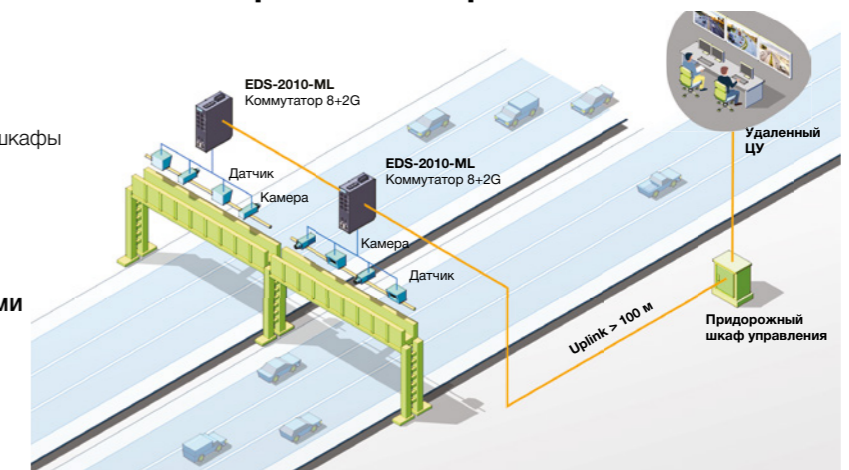 EDS-2010-ML
Коммутатор 8+2G
шкафы
Датчик
Камера
EDS-2010-ML
Коммутатор 8+2G
Камера
Датчик
Удаленный
ЦУ
ми
Uplink > 100 м
Придорожный
шкаф управления